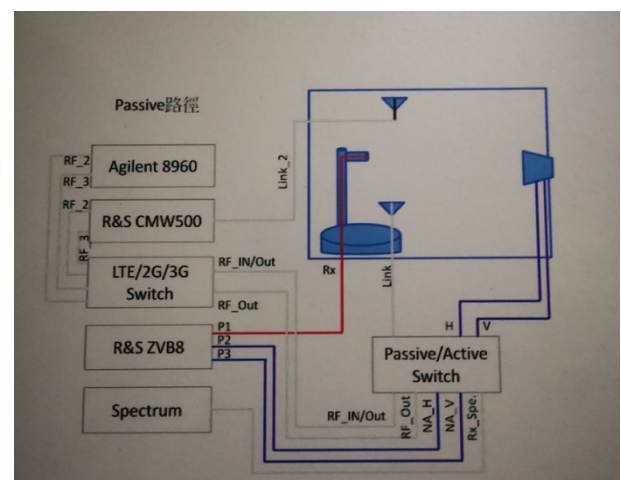 Passive路徑
RF_2
Agilent 8960
RF_3
RF_2
R&S CMW500
RF_3
Link_2
LTE/2G/3G
Switch
RF_IN/Out
RF_Out
Rx
Link
P1
R&S ZVB8
P2
P3
H
V
Passive/Active
Switch
Spectrum
RF_IN/Out
RF_Out
NA_H
NA_V
Rx_Spe.